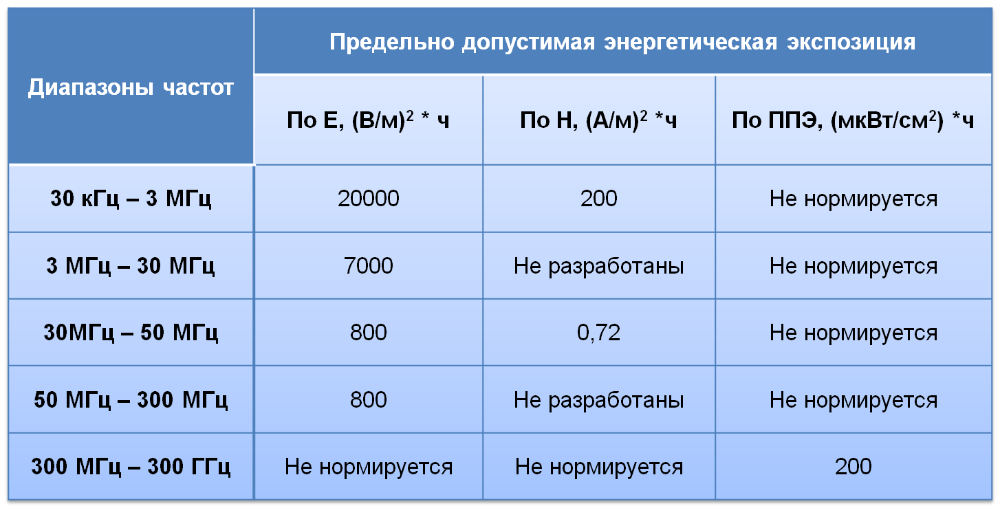 Предельно допустимая энергетическая экспозиция
Диапазоны частот
По Е, (В/м)² * ч
По Н, (А/м)² *ч
По ППЭ, (мкВт/см²) *ч
30 кГц – 3 МГц
20000
200
Не нормируется
3 МГц – 30 МГц
7000
Не разработаны
Не нормируется
30МГц – 50 МГц
800
0,72
Не нормируется
50 МГц – 300 МГц
800
Не разработаны
Не нормируется
300 МГц – 300 ГГц
Не нормируется
Не нормируется
200